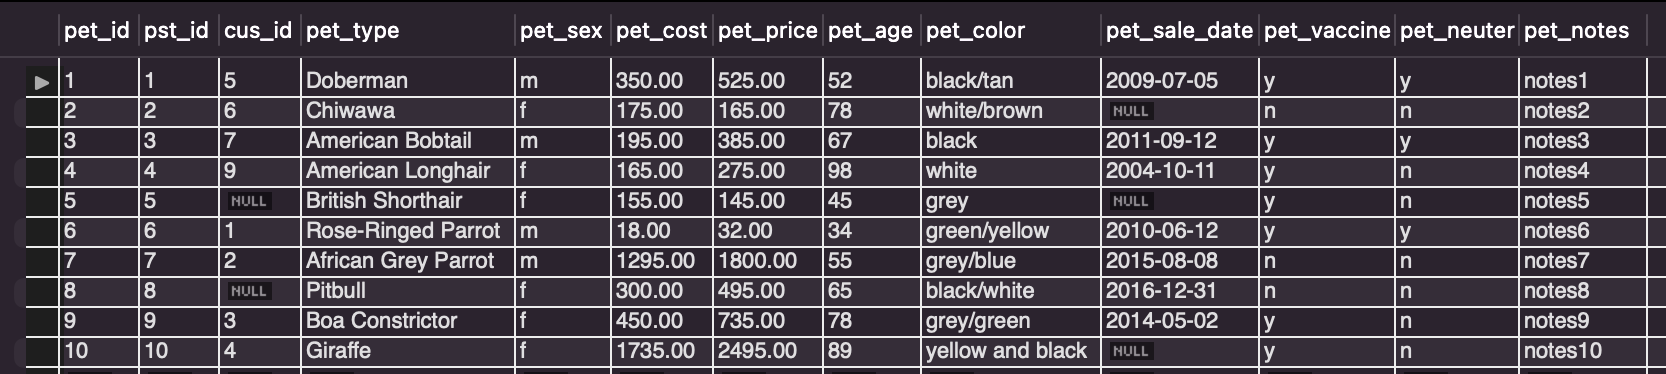 pet_id pst_id cus_id pet_type pet_sex pet_cost pet_price pet_age pet_color pet_sale_date pet_vaccine pet_neuter pet_notes
1 1 5 Doberman m 350.00 525.00 52 black/tan 2009-07-05 y y notes1
2 2 6 Chiwawa f 175.00 165.00 78 white/brown NULL n n notes2
3 3 7 American Bobtail m 195.00 385.00 67 black 2011-09-12 y y notes3
4 4 9 American Longhair f 165.00 275.00 98 white 2004-10-11 y n notes4
5 5 NULL British Shorthair f 155.00 145.00 45 grey NULL y n notes5
6 6 1 Rose-Ringed Parrot m 18.00 32.00 34 green/yellow 2010-06-12 y y notes6
7 7 2 African Grey Parrot m 1295.00 1800.00 55 grey/blue 2015-08-08 n n notes7
8 8 NULL Pitbull f 300.00 495.00 65 black/white 2016-12-31 n n notes8
9 9 3 Boa Constrictor f 450.00 735.00 78 grey/green 2014-05-02 y n notes9
10 10 4 Giraffe f 1735.00 2495.00 89 yellow and black NULL y n notes10